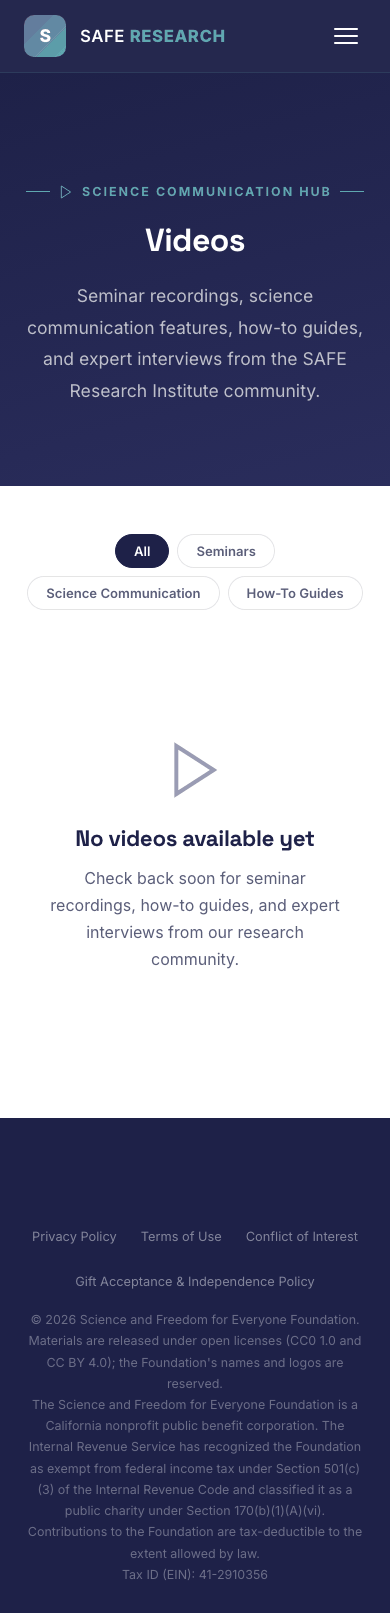 S
SAFE RESEARCH
SCIENCE COMMUNICATION HUB
Videos
Seminar recordings, science
communication features, how-to guides,
and expert interviews from the SAFE
Research Institute community.
All
Seminars
Science Communication
How-To Guides
No videos available yet
Check back soon for seminar
recordings, how-to guides, and expert
interviews from our research
community.
Privacy Policy
Terms of Use
Conflict of Interest
Gift Acceptance & Independence Policy
© 2026 Science and Freedom for Everyone Foundation.
Materials are released under open licenses (CC0 1.0 and
CC BY 4.0); the Foundation's names and logos are
reserved.
The Science and Freedom for Everyone Foundation is a
California nonprofit public benefit corporation. The
Internal Revenue Service has recognized the Foundation
as exempt from federal income tax under Section 501(c)
(3) of the Internal Revenue Code and classified it as a
public charity under Section 170(b)(1)(A)(vi).
Contributions to the Foundation are tax-deductible to the
extent allowed by law.
Tax ID (EIN): 41-2910356